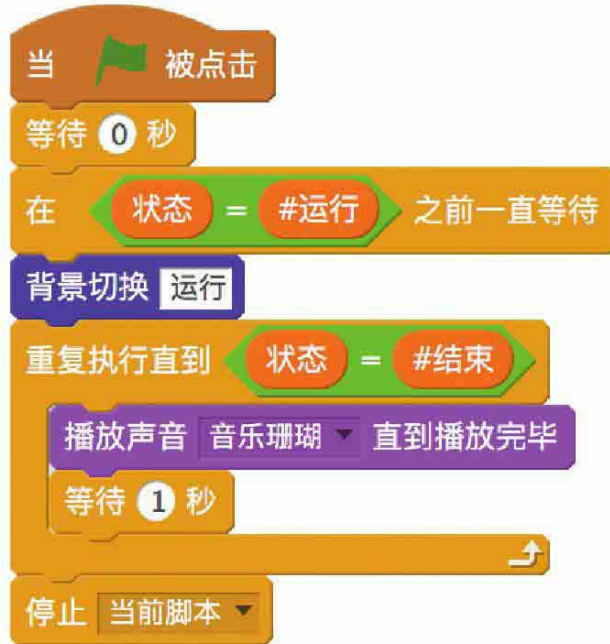 当 被点击
等待 0 秒
在 状态 = #运行 之前一直等待
背景切换 运行
重复执行直到 状态 = #结束
播放声音 音乐珊瑚 直到播放完毕
等待 1 秒
停止 当前脚本